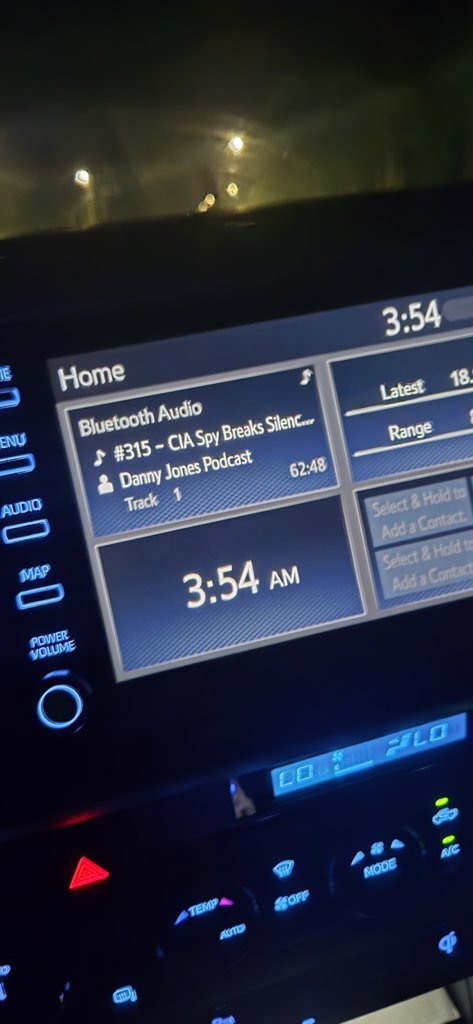 3:54
Home
Bluetooth Audio
#315 – CIA Spy Breaks Silenc...
Danny Jones Podcast
Track 1
62:48
Latest 18.
Range
3:54 AM
Select & Hold to
Add a Contact
Select & Hold to
Add a Contact
MENU
AUDIO
MAP
POWER
VOLUME
LO
LO
TEMP
AUTO
OFF
MODE
A/C